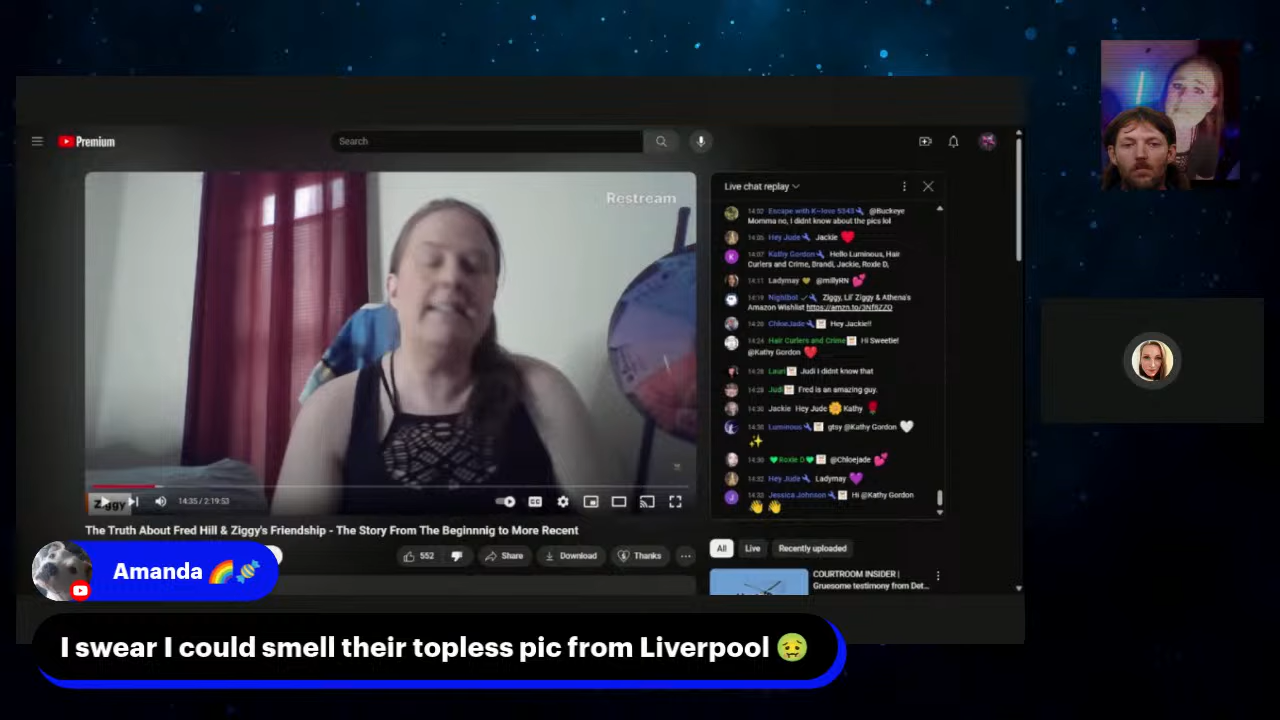 Premium
Search
Restream
Live chat replay
14:02 Escape with K-love 5343 @Buckeye
Momma no, i didnt know about the pics lol
14:05 Hey Jude Jackie ❤️
14:07 Kathy Gordon Hello Luminous, Hair
Curlers and Crime, Brandi, Jackie, Roxie D,
14:11 Ladymay 💛 @millyRN 💕
14:19 Nightbot Ziggy, Lil' Ziggy & Athena's
Amazon Wishlist
14:20 ChloeJade Hey Jackie!!
14:24 Hair Curlers and Crime Hi Sweetie!
@Kathy Gordon ❤️
14:28 Lauri Judi I didnt know that
14:28 Judi Fred is an amazing guy.
14:30 Jackie Hey Jude 🌼 Kathy 🌹
Luminous gtsy @Kathy Gordon 🤍
✨
14:30 💚Roxie D💚 @Chloejade 💕
14:32 Hey Jude Ladymay 💜
14:33 Jessica Johnson Hi @Kathy Gordon
👋 👋
Ziggy
14:35 / 2:19:53
CC
The Truth About Fred Hill & Ziggy's Friendship - The Story From The Beginnnig to More Recent
552
Share
Download
Thanks
All
Live
Recently uploaded
COURTROOM INSIDER |
Gruesome testimony from Det...
Amanda 🌈🍬
I swear I could smell their topless pic from Liverpool 🤢